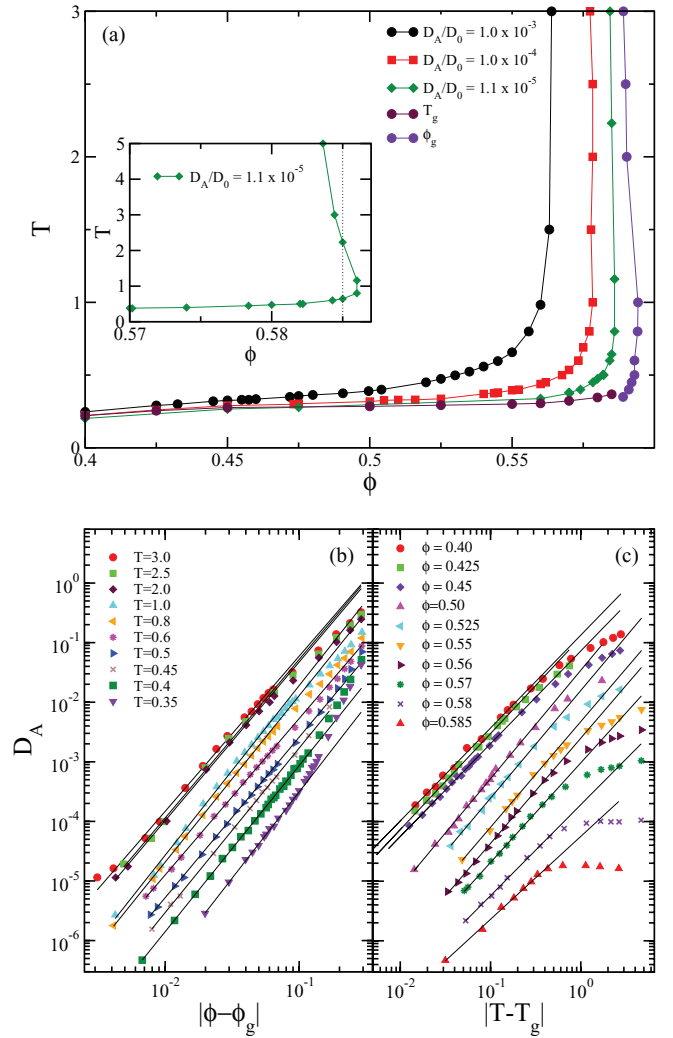 (a)
D_A/D_0 = 1.0 x 10^-3
D_A/D_0 = 1.0 x 10^-4
D_A/D_0 = 1.1 x 10^-5
T_g
ϕ_g
3
2
1
0
T
0.4
0.45
0.5
0.55
ϕ
D_A/D_0 = 1.1 x 10^-5
5
4
3
2
1
0
T
0.57
0.58
ϕ
(b)
T=3.0
T=2.5
T=2.0
T=1.0
T=0.8
T=0.6
T=0.5
T=0.45
T=0.4
T=0.35
10^0
10^-1
10^-2
10^-3
10^-4
10^-5
10^-6
D_A
10^-2
10^-1
|ϕ−ϕ_g|
(c)
ϕ = 0.40
ϕ = 0.425
ϕ = 0.45
ϕ=0.50
ϕ = 0.525
ϕ = 0.55
ϕ = 0.56
ϕ = 0.57
ϕ = 0.58
ϕ=0.585
10^-2
10^-1
10^0
|T-T_g|